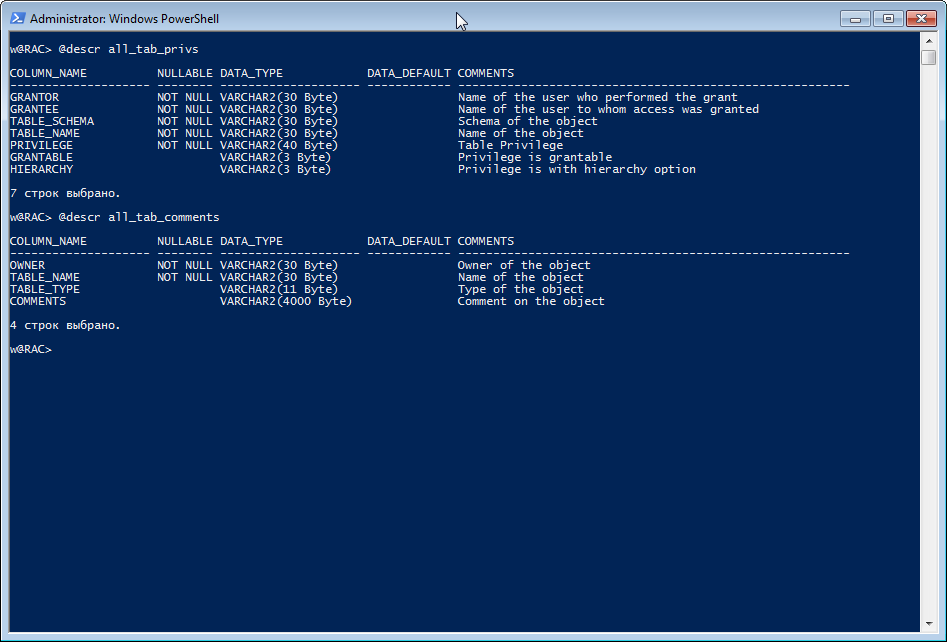 Administrator: Windows PowerShell
w@RAC> @descr all_tab_privs
COLUMN_NAME          NULLABLE DATA_TYPE            DATA_DEFAULT COMMENTS
-------------------- -------- -------------------- ------------ --------------------------------------------------------
GRANTOR              NOT NULL VARCHAR2(30 Byte)                 Name of the user who performed the grant
GRANTEE              NOT NULL VARCHAR2(30 Byte)                 Name of the user to whom access was granted
TABLE_SCHEMA         NOT NULL VARCHAR2(30 Byte)                 Schema of the object
TABLE_NAME           NOT NULL VARCHAR2(30 Byte)                 Name of the object
PRIVILEGE            NOT NULL VARCHAR2(40 Byte)                 Table Privilege
GRANTABLE                     VARCHAR2(3 Byte)                  Privilege is grantable
HIERARCHY                     VARCHAR2(3 Byte)                  Privilege is with hierarchy option
7 строк выбрано.
w@RAC> @descr all_tab_comments
COLUMN_NAME          NULLABLE DATA_TYPE            DATA_DEFAULT COMMENTS
-------------------- -------- -------------------- ------------ --------------------------------------------------------
OWNER                NOT NULL VARCHAR2(30 Byte)                 Owner of the object
TABLE_NAME           NOT NULL VARCHAR2(30 Byte)                 Name of the object
TABLE_TYPE                    VARCHAR2(11 Byte)                 Type of the object
COMMENTS                      VARCHAR2(4000 Byte)               Comment on the object
4 строк выбрано.
w@RAC>